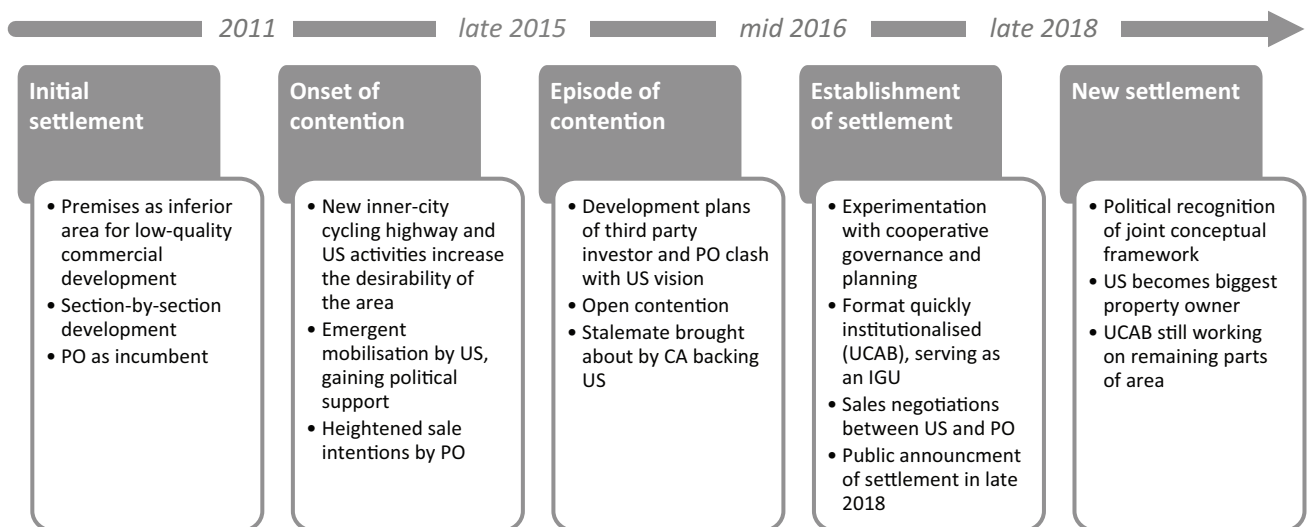 2011 late 2015 mid 2016 late 2018
Initial
settlement
• Premises as inferior
area for low-quality
commercial
development
• Section-by-section
development
• PO as incumbent
Onset of
contention
• New inner-city
cycling highway and
US activities increase
the desirability of
the area
• Emergent
mobilisation by US,
gaining political
support
• Heightened sale
intentions by PO
Episode of
contention
• Development plans
of third party
investor and PO clash
with US vision
• Open contention
• Stalemate brought
about by CA backing
US
Establishment
of settlement
• Experimentation
with cooperative
governance and
planning
• Format quickly
institutionalised
(UCAB), serving as
an IGU
• Sales negotiations
between US and PO
• Public announcment
of settlement in late
2018
New settlement
• Political recognition
of joint conceptual
framework
• US becomes biggest
property owner
• UCAB still working
on remaining parts
of area